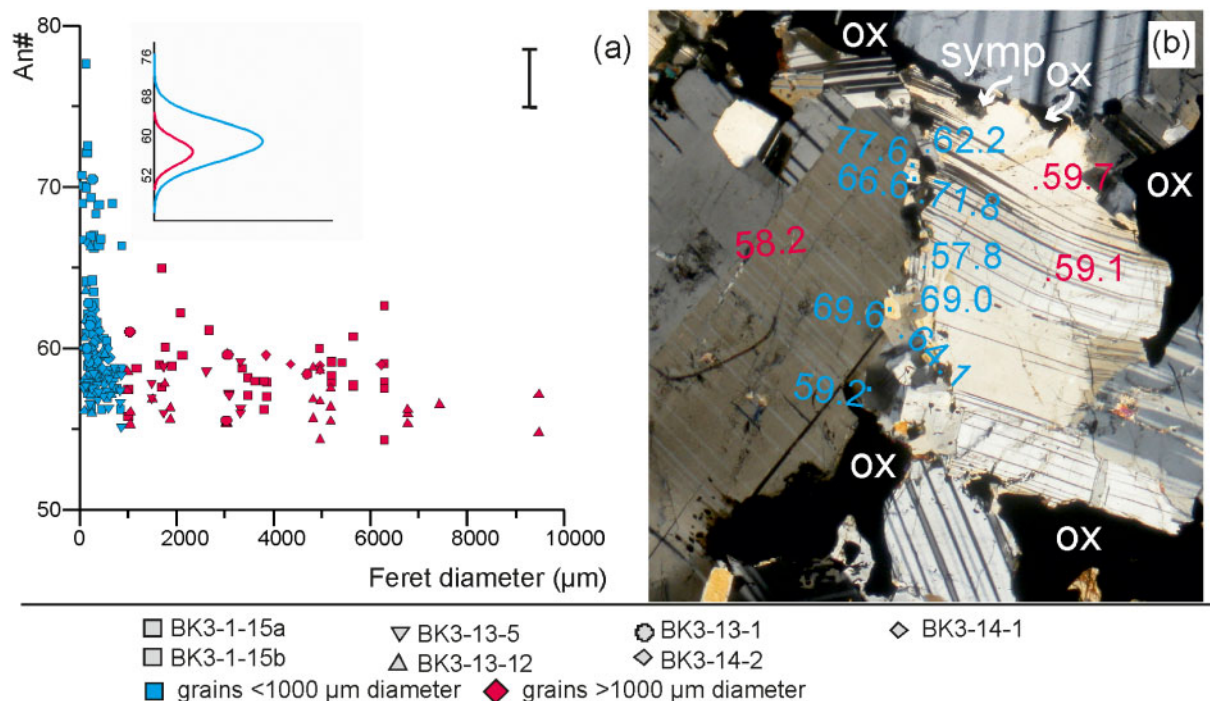 80
70
60
50
An#
76
68
60
52
(a)
0
2000
4000
6000
8000
10000
Feret diameter (µm)
(b)
ox
symp
ox
ox
77.6
.62.2
.59.7
66.6
.71.8
58.2
.57.8
.59.1
69.6
.69.0
.64.1
59.2
ox
ox
BK3-1-15a
BK3-13-5
BK3-13-1
BK3-14-1
BK3-1-15b
BK3-13-12
BK3-14-2
grains <1000 µm diameter
grains >1000 µm diameter